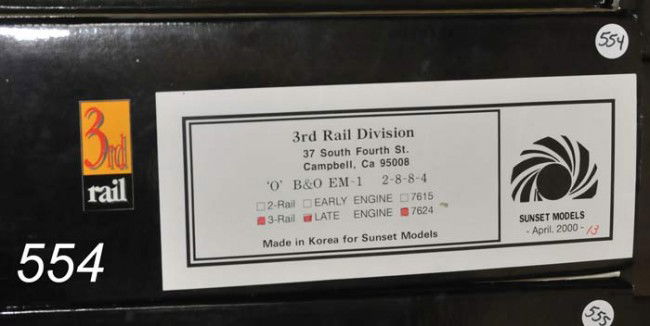 554
3rd
rail
3rd Rail Division
37 South Fourth St.
Campbell, Ca 95008
'O' B&O EM-1 2-8-8-4
2-Rail EARLY ENGINE 7615
3-Rail LATE ENGINE 7624
Made in Korea for Sunset Models
SUNSET MODELS
- April. 2000 - 13
554
555